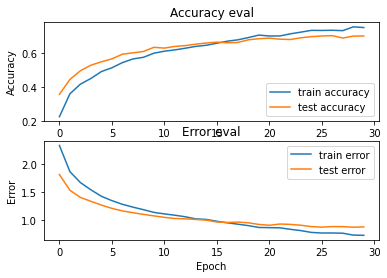 Accuracy eval
Accuracy
0.6
0.4
0.2
0 5 10 15 20 25 30
train accuracy
test accuracy
Error eval
Error
2.0
1.5
1.0
train error
test error
0 5 10 15 20 25 30
Epoch